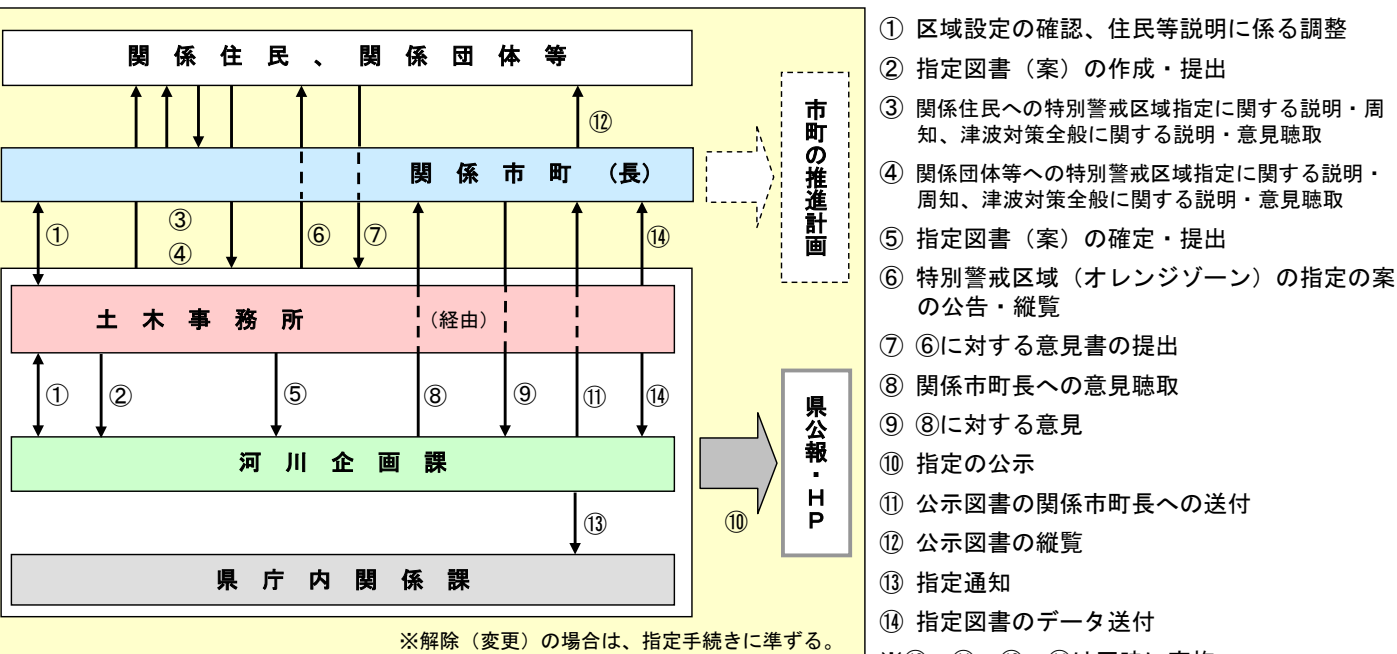 関係住民、関係団体等
⑫
関係市町（長）
市町の推進計画
①
③
④
⑥
⑦
⑭
土木事務所
（経由）
①
②
⑤
⑧
⑨
⑪
⑭
河川企画課
⑬
⑩
県公報・ＨＰ
県庁内関係課
※解除（変更）の場合は、指定手続きに準ずる。
① 区域設定の確認、住民等説明に係る調整
② 指定図書（案）の作成・提出
③ 関係住民への特別警戒区域指定に関する説明・周
知、津波対策全般に関する説明・意見聴取
④ 関係団体等への特別警戒区域指定に関する説明・
周知、津波対策全般に関する説明・意見聴取
⑤ 指定図書（案）の確定・提出
⑥ 特別警戒区域（オレンジゾーン）の指定の案
の公告・縦覧
⑦ ⑥に対する意見書の提出
⑧ 関係市町長への意見聴取
⑨ ⑧に対する意見
⑩ 指定の公示
⑪ 公示図書の関係市町長への送付
⑫ 公示図書の縦覧
⑬ 指定通知
⑭ 指定図書のデータ送付